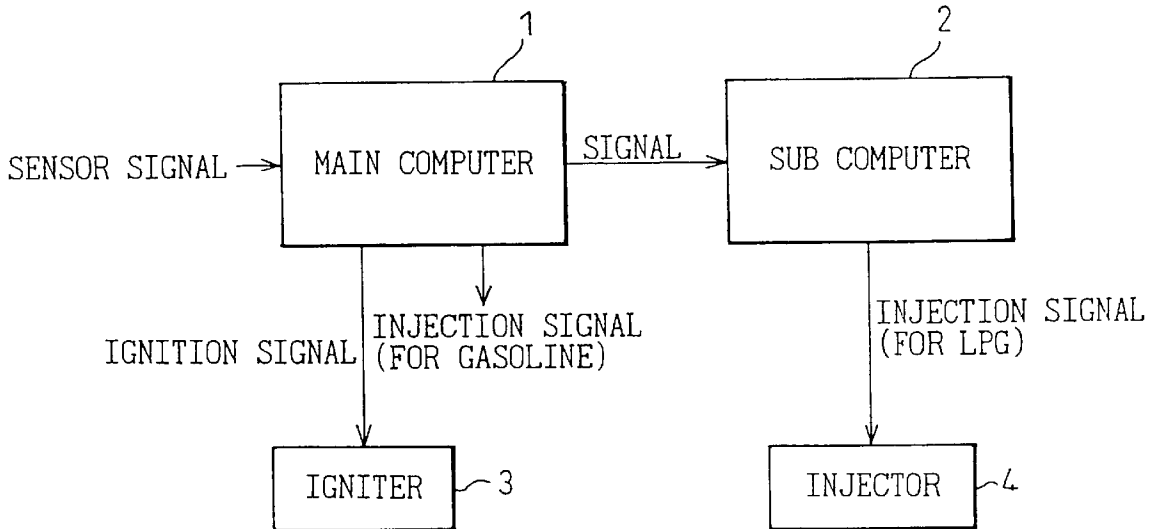 1
2
SENSOR SIGNAL
MAIN COMPUTER
SIGNAL
SUB COMPUTER
IGNITION SIGNAL
INJECTION SIGNAL
(FOR GASOLINE)
INJECTION SIGNAL
(FOR LPG)
IGNITER
3
INJECTOR
4